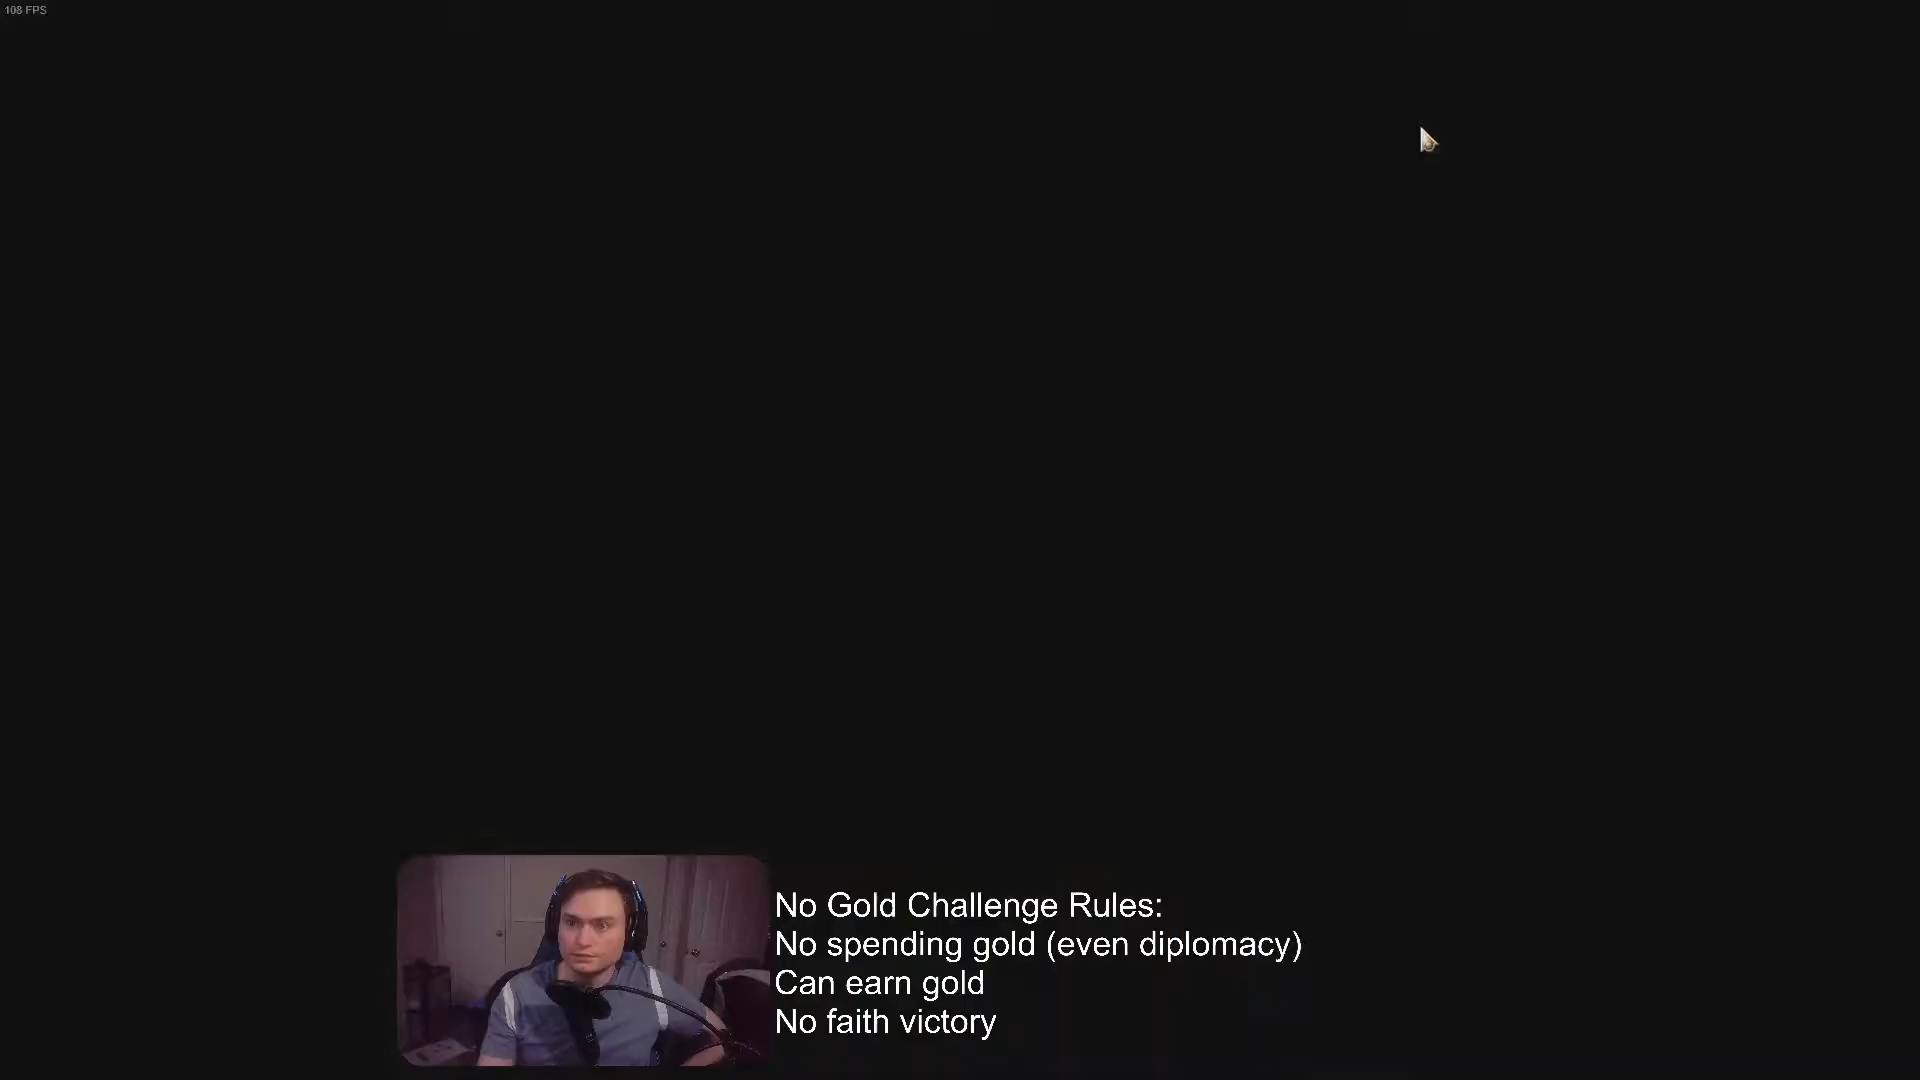 108 FPS
No Gold Challenge Rules:
No spending gold (even diplomacy)
Can earn gold
No faith victory